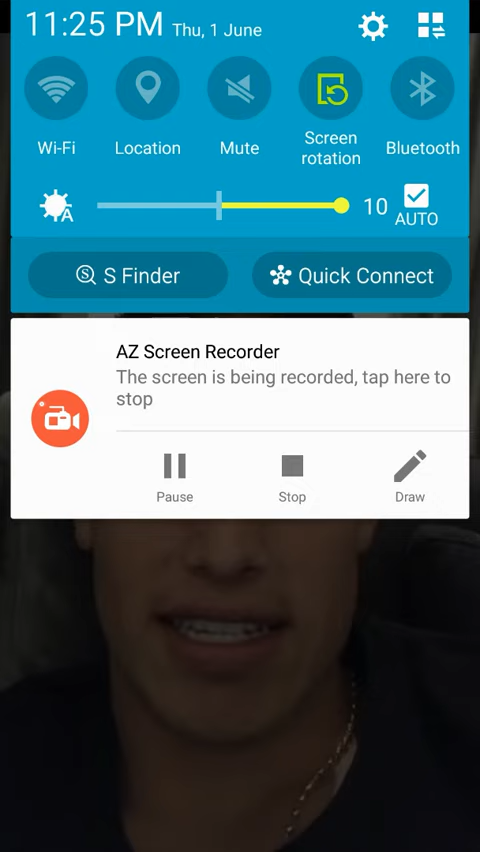 11:25 PM Thu, 1 June
Wi-Fi
Location
Mute
Screen
rotation
Bluetooth
A
10
AUTO
S Finder
Quick Connect
AZ Screen Recorder
The screen is being recorded, tap here to
stop
Pause
Stop
Draw